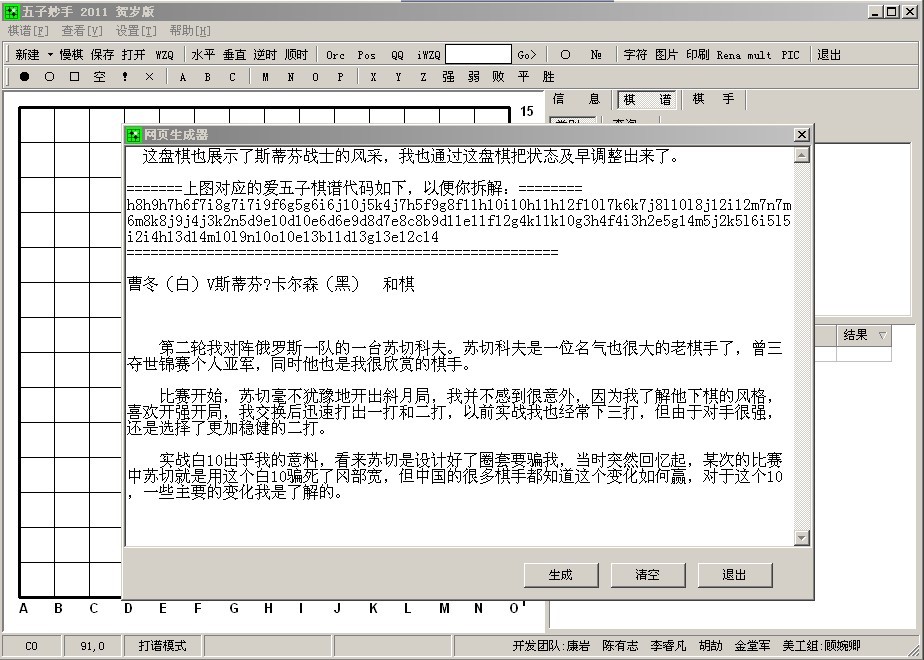 五子妙手 2011 贺岁版
棋谱[F] 查看[V] 设置[T] 帮助[H]
新建 慢棋 保存 打开 WZQ 水平 垂直 逆时 顺时 Orc Pos QQ iWZQ Go> ○ № 字符 图片 印刷 Rena mult PIC 退出
● ○ □ 空 ! × A B C M N O P X Y Z 强 弱 败 平 胜
信 息 棋 谱 棋 手
15
网页生成器
这盘棋也展示了斯蒂芬战士的风采，我也通过这盘棋把状态及早调整出来了。
=======上图对应的爱五子棋谱代码如下，以便你拆解：========
h8h9h7h6f7i8g7i7i9f6g5g6i6j10j5k4j7h5f9g8f11h10i10h11h12f10l7k6k7j8l10l8j12i12m7n7m
6m8k8j9j4j3k2n5d9e10d10e6d6e9d8d7e8c8b9d11e11f12g4k11k10g3h4f4i3h2e5g14m5j2k5l6i5l5
i2i4h13d14m10l9n10o10e13b11d13g13e12c14
曹冬（白）V斯蒂芬?卡尔森（黑） 和棋
第二轮我对阵俄罗斯一队的一台苏切科夫。苏切科夫是一位名气也很大的老棋手了，曾三
夺世锦赛个人亚军，同时他也是我很欣赏的棋手。
结果
比赛开始，苏切毫不犹豫地开出斜月局，我并不感到很意外，因为我了解他下棋的风格，
喜欢开强开局，我交换后迅速打出一打和二打，以前实战我也经常下三打，但由于对手很强，
还是选择了更加稳健的二打。
实战白10出乎我的意料，看来苏切是设计好了圈套要骗我，当时突然回忆起，某次的比赛
中苏切就是用这个白10骗死了冈部宽，但中国的很多棋手都知道这个变化如何赢，对于这个10
，一些主要的变化我是了解的。
生成 清空 退出
A B C D E F G H I J K L M N O
C0 91,0 打谱模式 开发团队:康岩 陈有志 李睿凡 胡劼 金堂军 美工组:顾婉卿